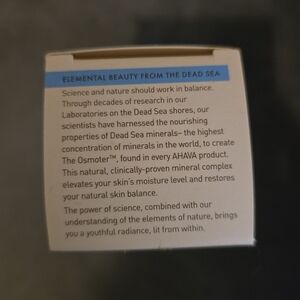 ELEMENTAL BEAUTY FROM THE DEAD SEA
Science and nature should work in balance.
Through decades of research in our
Laboratories on the Dead Sea shores, our
scientists have harnessed the nourishing
properties of Dead Sea minerals– the highest
concentration of minerals in the world, to create
The Osmoter™, found in every AHAVA product.
This natural, clinically-proven mineral complex
elevates your skin's moisture level and restores
your natural skin balance.
The power of science, combined with our
understanding of the elements of nature, brings
you a youthful radiance, lit from within.